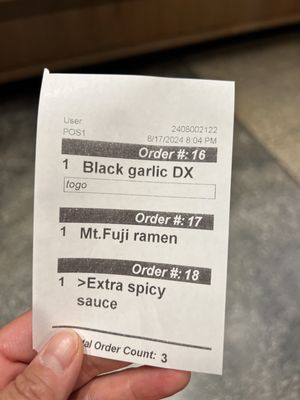 User 2408002122
POS1 8/17/2024 8:04 PM
Order #: 16
1 Black garlic DX
togo
Order #: 17
1 Mt.Fuji ramen
Order #: 18
1 >Extra spicy
sauce
Order Count: 3